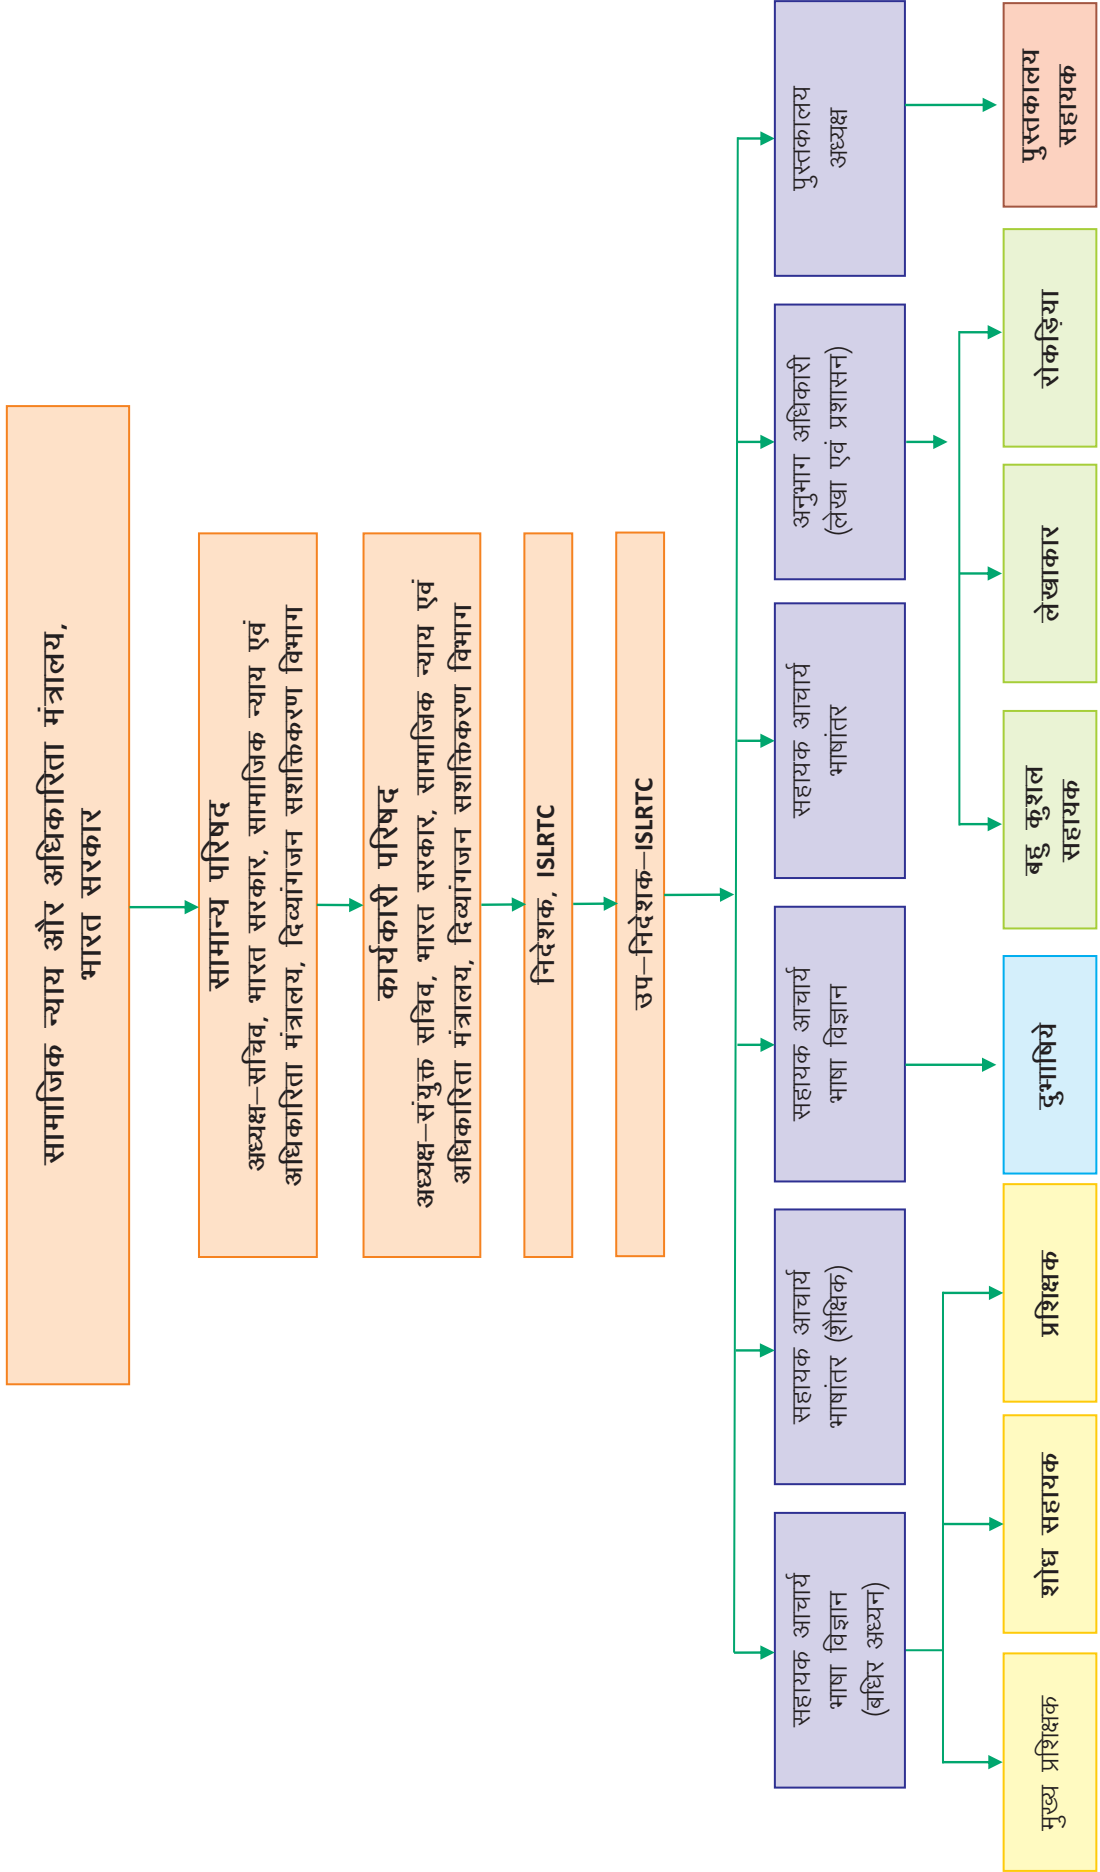 सामाजिक न्याय और अधिकारिता मंत्रालय,
भारत सरकार
सामान्य परिषद
अध्यक्ष–सचिव, भारत सरकार, सामाजिक न्याय एवं
अधिकारिता मंत्रालय, दिव्यांगजन सशक्तिकरण विभाग
कार्यकारी परिषद
अध्यक्ष–संयुक्त सचिव, भारत सरकार, सामाजिक न्याय एवं
अधिकारिता मंत्रालय, दिव्यांगजन सशक्तिकरण विभाग
निदेशक, ISLRTC
उप–निदेशक–ISLRTC
सहायक आचार्य
भाषा विज्ञान
(बधिर अध्यन)
सहायक आचार्य
भाषांतर (शैक्षिक)
सहायक आचार्य
भाषा विज्ञान
सहायक आचार्य
भाषांतर
अनुभाग अधिकारी
(लेखा एवं प्रशासन)
पुस्तकालय
अध्यक्ष
मुख्य प्रशिक्षक
शोध सहायक
प्रशिक्षक
दुभाषिये
बहु कुशल
सहायक
लेखाकार
रोकड़िया
पुस्तकालय
सहायक